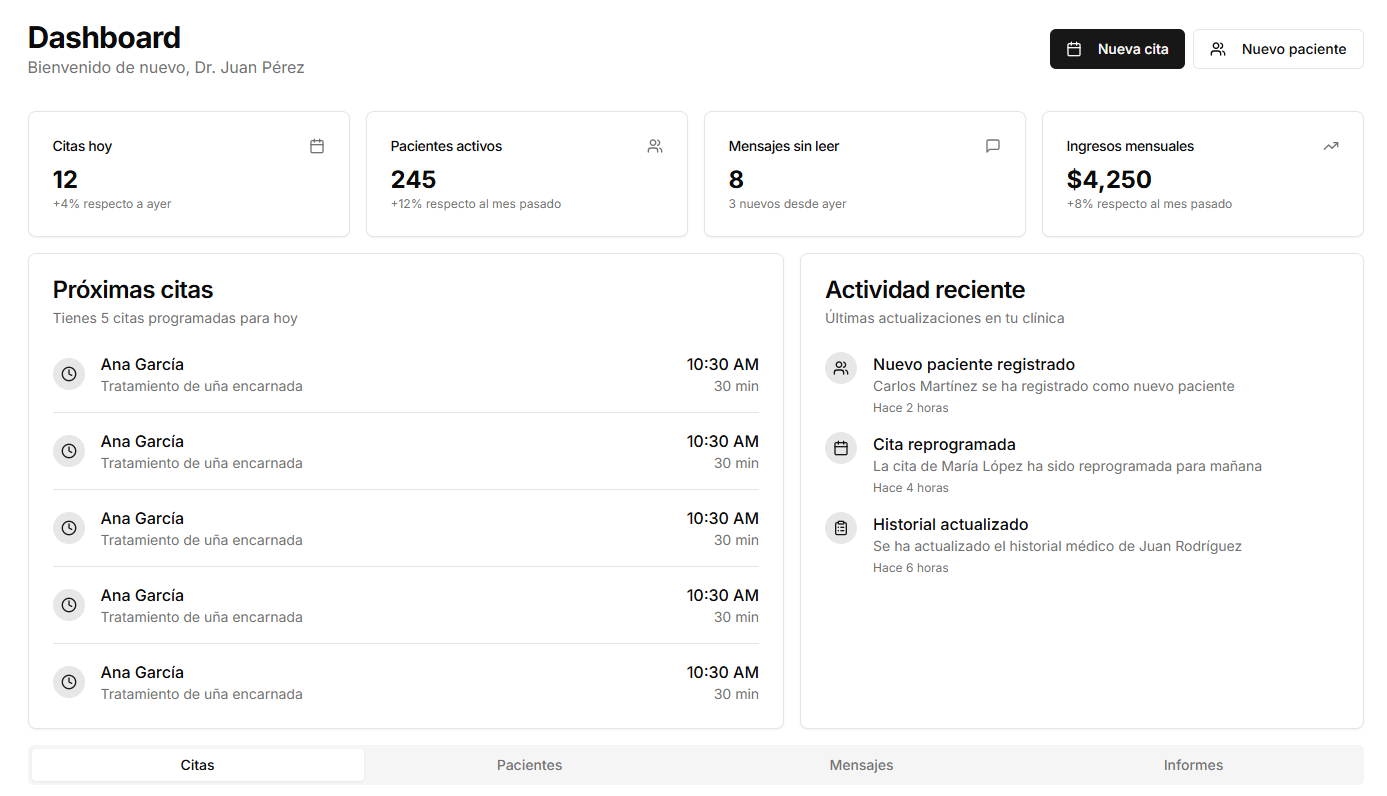 Dashboard
Bienvenido de nuevo, Dr. Juan Pérez
Nueva cita
Nuevo paciente
Citas hoy
12
+4% respecto a ayer
Pacientes activos
245
+12% respecto al mes pasado
Mensajes sin leer
8
3 nuevos desde ayer
Ingresos mensuales
$4,250
+8% respecto al mes pasado
Próximas citas
Tienes 5 citas programadas para hoy
Ana García 10:30 AM
Tratamiento de uña encarnada 30 min
Ana García 10:30 AM
Tratamiento de uña encarnada 30 min
Ana García 10:30 AM
Tratamiento de uña encarnada 30 min
Ana García 10:30 AM
Tratamiento de uña encarnada 30 min
Ana García 10:30 AM
Tratamiento de uña encarnada 30 min
Actividad reciente
Últimas actualizaciones en tu clínica
Nuevo paciente registrado
Carlos Martínez se ha registrado como nuevo paciente
Hace 2 horas
Cita reprogramada
La cita de María López ha sido reprogramada para mañana
Hace 4 horas
Historial actualizado
Se ha actualizado el historial médico de Juan Rodríguez
Hace 6 horas
Citas Pacientes Mensajes Informes